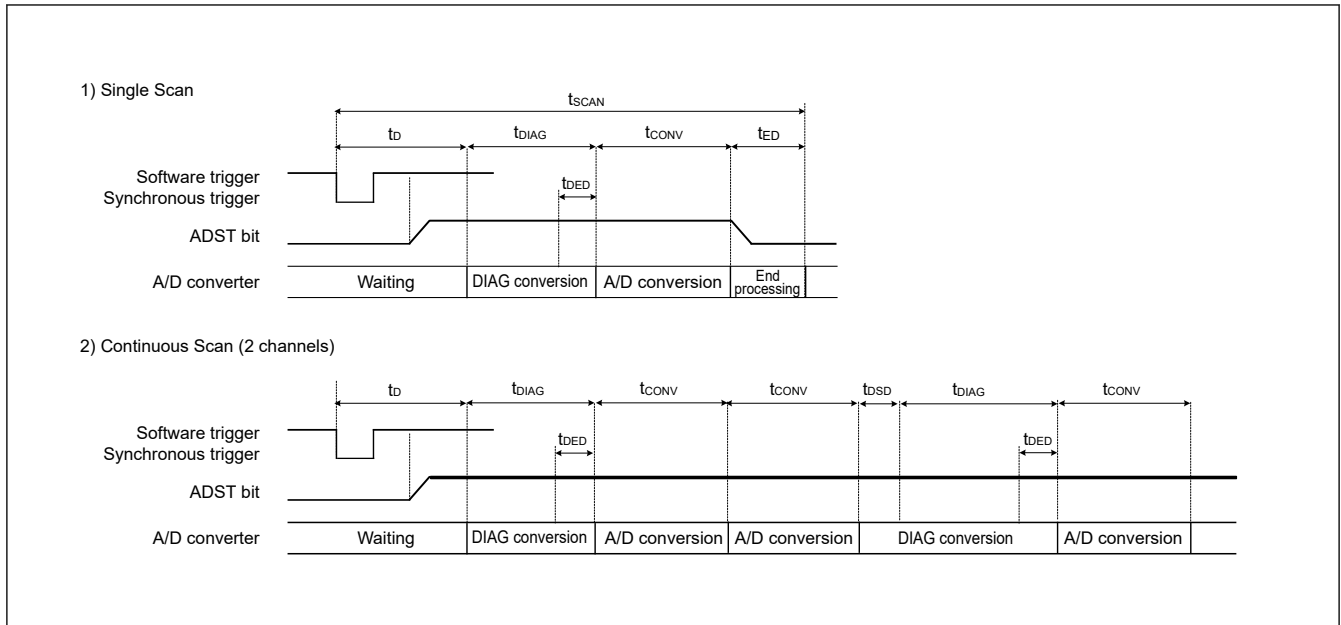 1) Single Scan
tSCAN
tD tDIAG tCONV tED
Software trigger
Synchronous trigger
tDED
ADST bit
A/D converter Waiting DIAG conversion A/D conversion End processing
2) Continuous Scan (2 channels)
tD tDIAG tCONV tCONV tDSD tDIAG tCONV
Software trigger
Synchronous trigger
tDED tDED
ADST bit
A/D converter Waiting DIAG conversion A/D conversion A/D conversion DIAG conversion A/D conversion